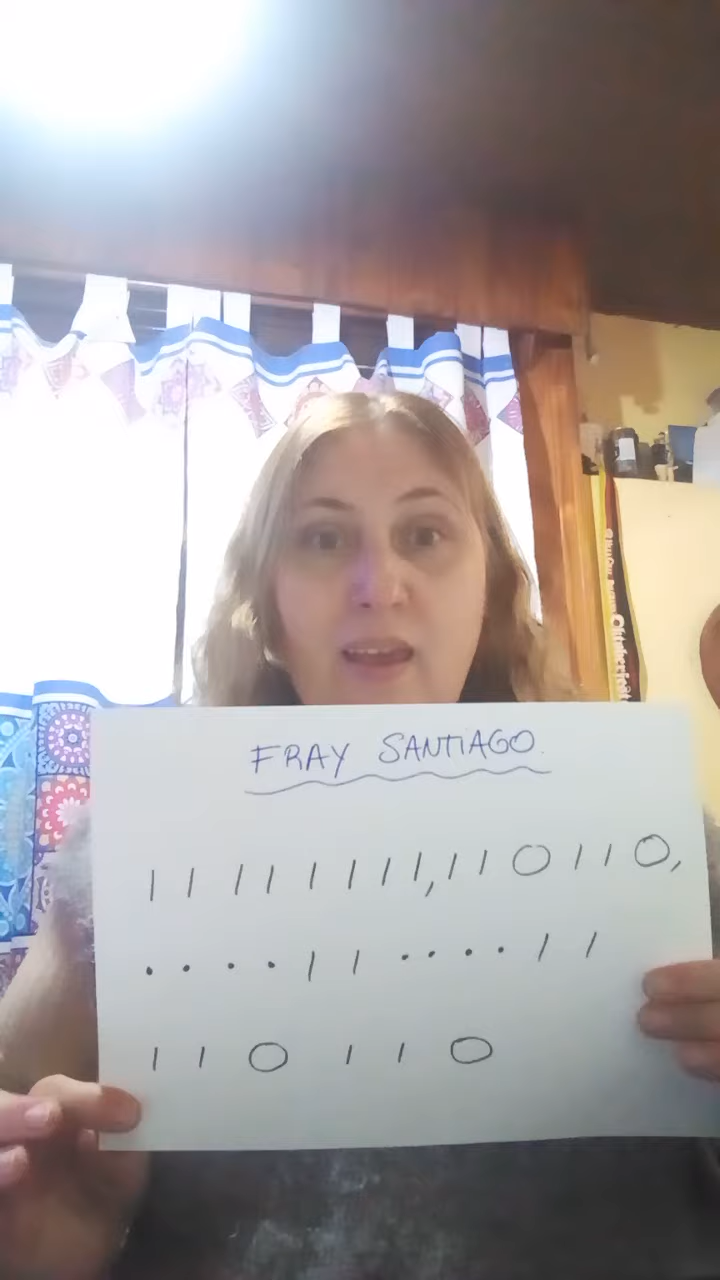 FRAY SANTIAGO.
| | | | | | | |, | | O | | O,
. . . . | | . . . . . | |
| | O | | O